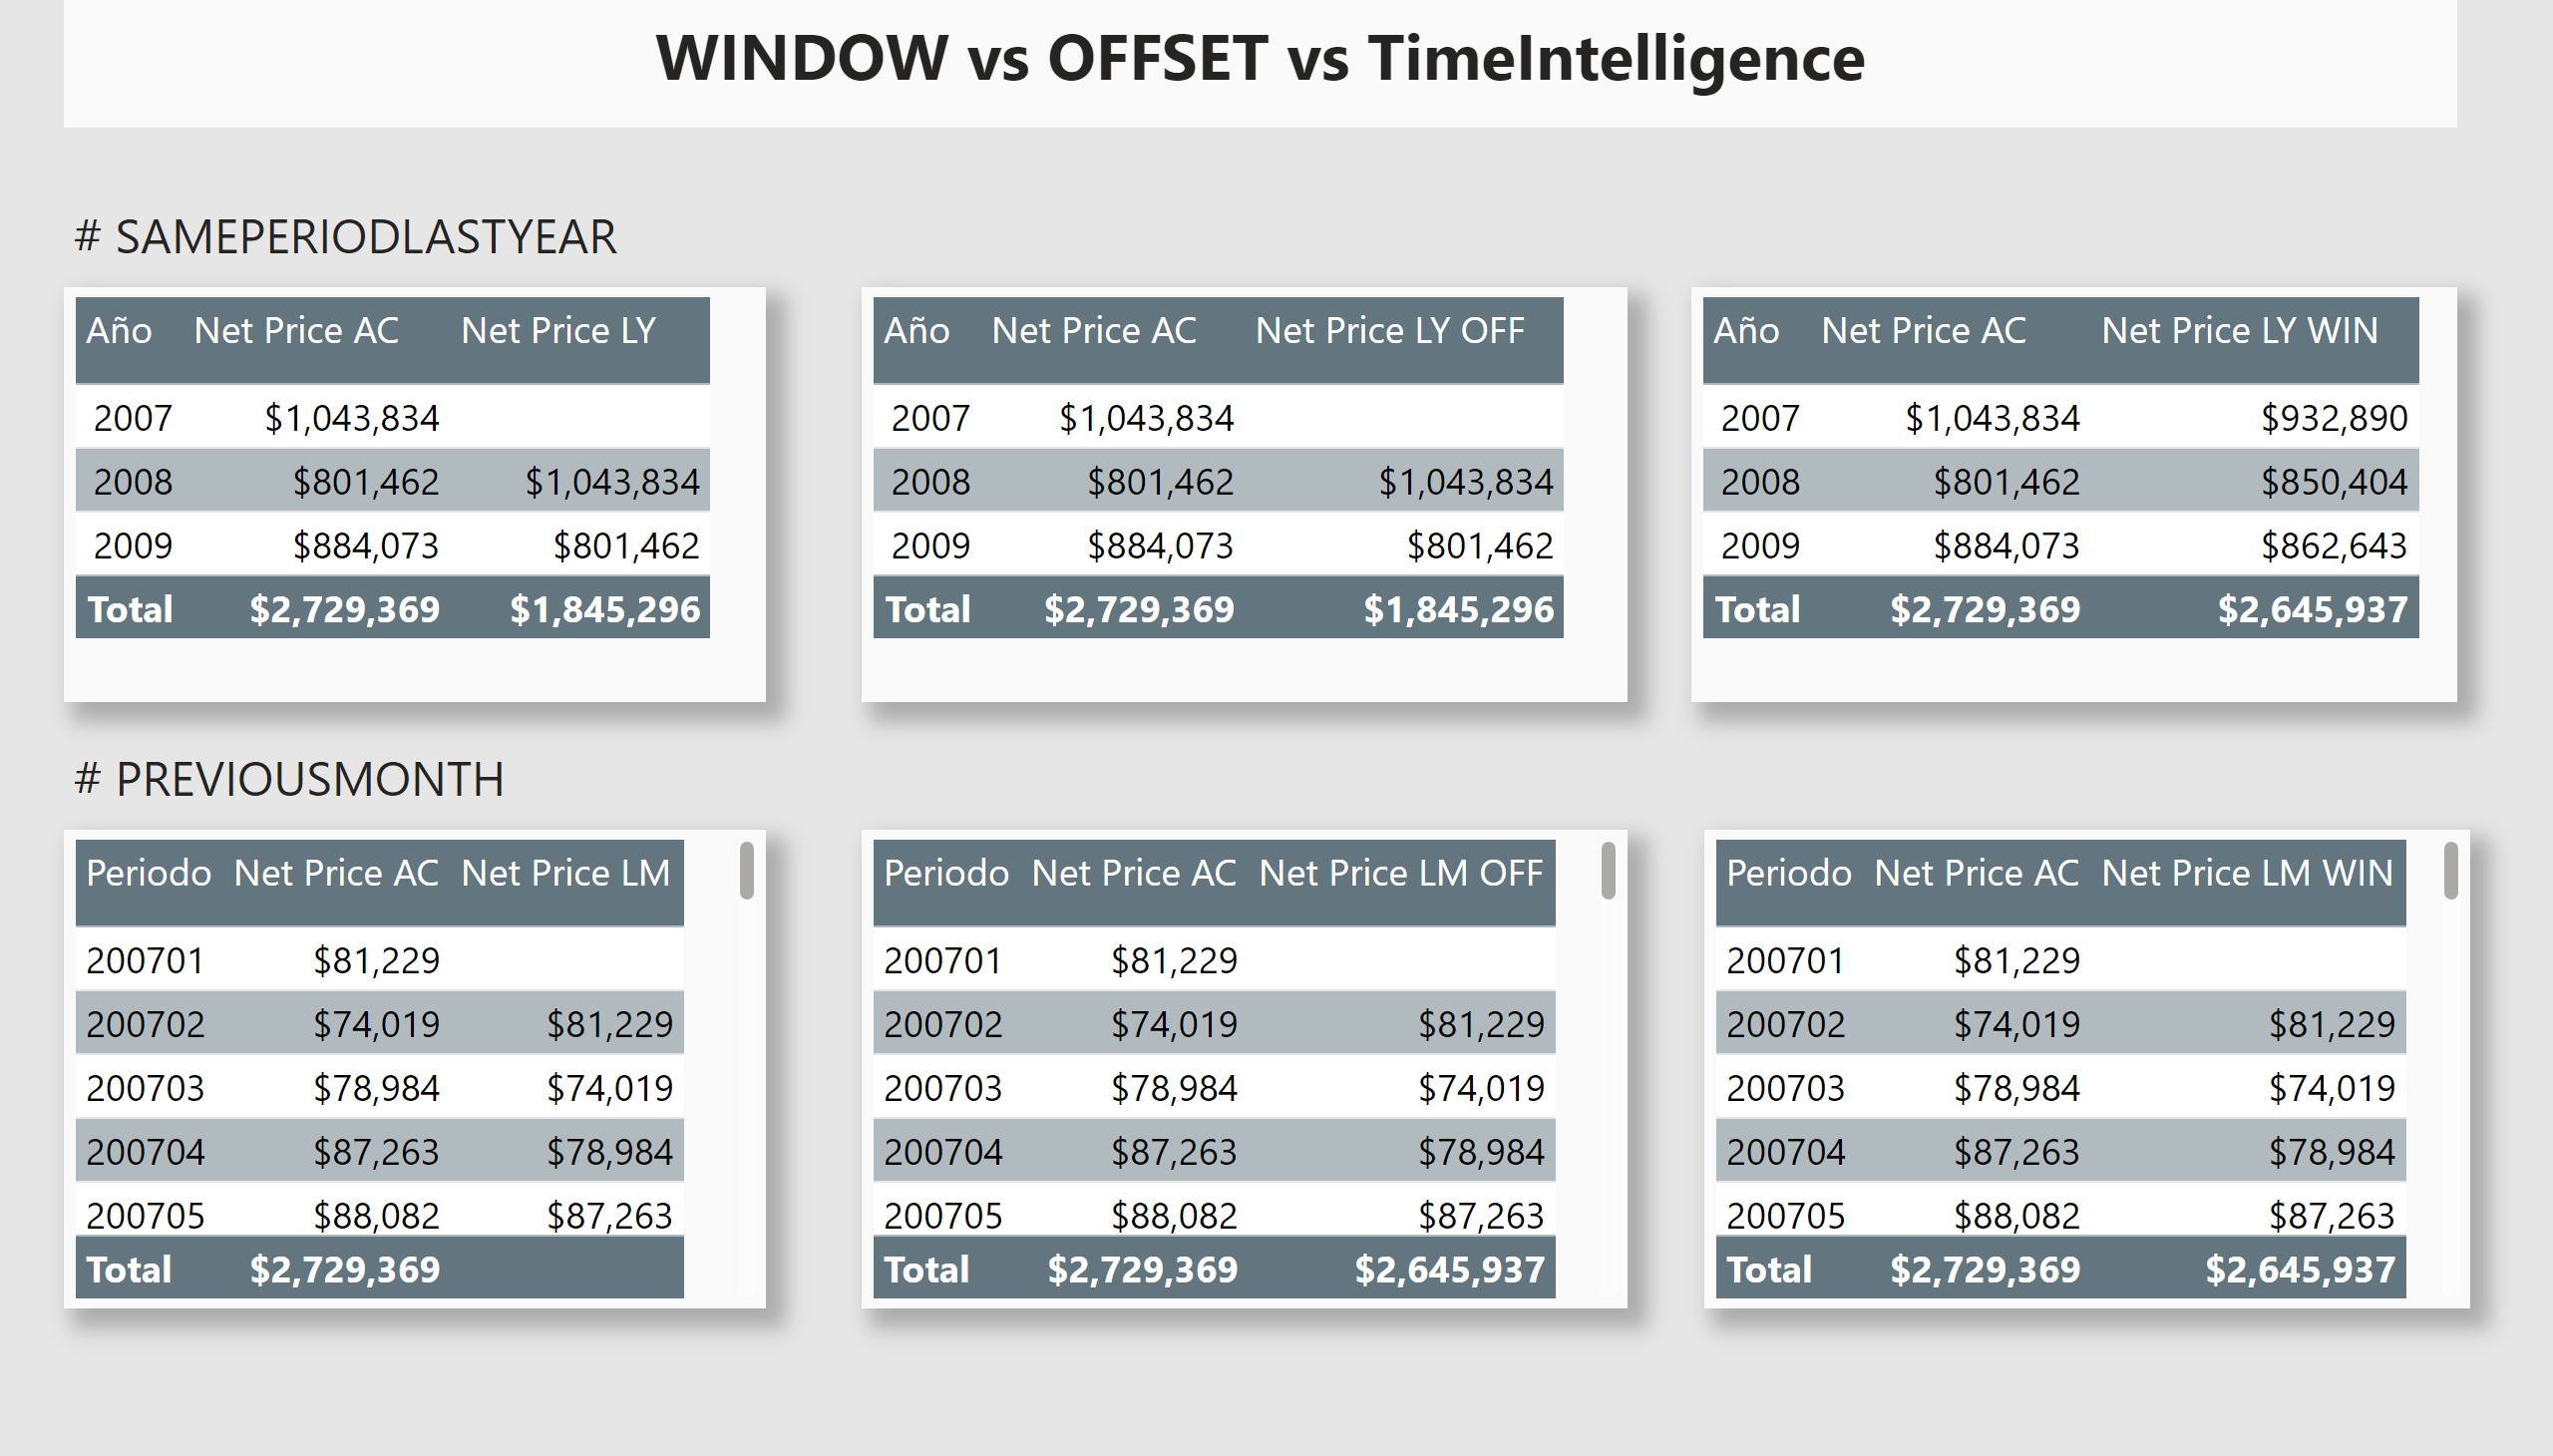 WINDOW vs OFFSET vs TimeIntelligence
# SAMEPERIODLASTYEAR
Año Net Price AC Net Price LY
2007 $1,043,834
2008 $801,462 $1,043,834
2009 $884,073 $801,462
Total $2,729,369 $1,845,296
Año Net Price AC Net Price LY OFF
2007 $1,043,834
2008 $801,462 $1,043,834
2009 $884,073 $801,462
Total $2,729,369 $1,845,296
Año Net Price AC Net Price LY WIN
2007 $1,043,834 $932,890
2008 $801,462 $850,404
2009 $884,073 $862,643
Total $2,729,369 $2,645,937
# PREVIOUSMONTH
Periodo Net Price AC Net Price LM
200701 $81,229
200702 $74,019 $81,229
200703 $78,984 $74,019
200704 $87,263 $78,984
200705 $88,082 $87,263
Total $2,729,369
Periodo Net Price AC Net Price LM OFF
200701 $81,229
200702 $74,019 $81,229
200703 $78,984 $74,019
200704 $87,263 $78,984
200705 $88,082 $87,263
Total $2,729,369 $2,645,937
Periodo Net Price AC Net Price LM WIN
200701 $81,229
200702 $74,019 $81,229
200703 $78,984 $74,019
200704 $87,263 $78,984
200705 $88,082 $87,263
Total $2,729,369 $2,645,937